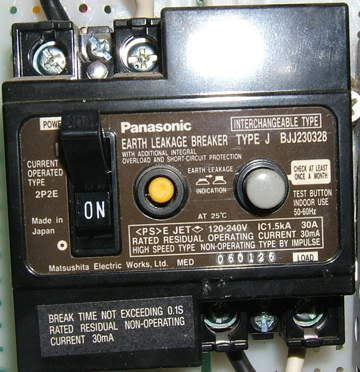 POWER
Panasonic
INTERCHANGEABLE TYPE
EARTH LEAKAGE BREAKER TYPE J BJJ230328
WITH ADDITIONAL INTEGRAL
OVERLOAD AND SHORT-CIRCUIT PROTECTION
CURRENT
OPERATED
TYPE
2P2E
EARTH LEAKAGE
INDICATION
CHECK AT LEAST
ONCE A MONTH
TEST BUTTON
INDOOR USE
50-60Hz
ON
Made in
Japan
AT 25℃
<PS>E JET 120-240V IC1.5kA 30A
RATED RESIDUAL OPERATING CURRENT 30mA
HIGH SPEED TYPE NON-OPERATING TYPE BY IMPULSE
Matsushita Electric Works, Ltd. MED 060126
LOAD
BREAK TIME NOT EXCEEDING 0.1S
RATED RESIDUAL NON-OPERATING
CURRENT 30mA